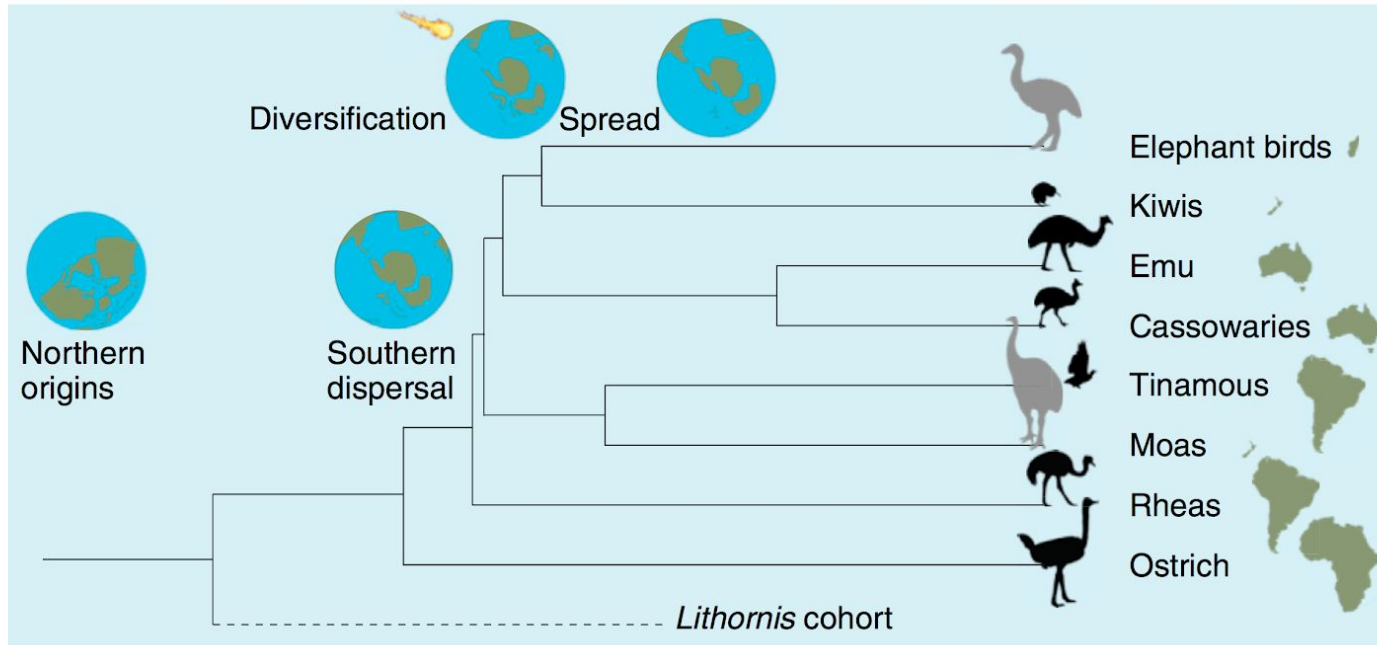 Diversification
Spread
Elephant birds
Kiwis
Emu
Cassowaries
Northern
origins
Southern
dispersal
Tinamous
Moas
Rheas
Ostrich
Lithornis cohort